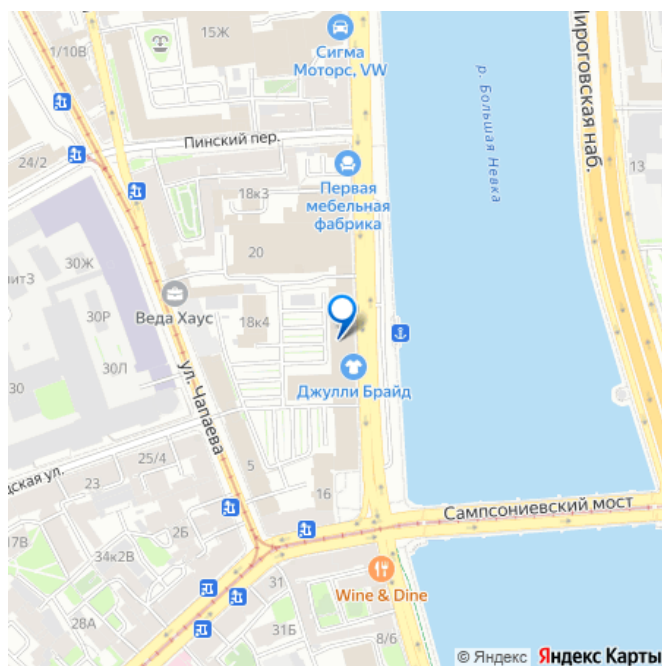 15Ж
1/10В
Сигма
Моторс, VW
Пироговская наб.
р. Большая Невка
Пинский пер.
24/2
13
Первая
мебельная
фабрика
18к3
20
30Ж
Веда Хаус
30Р
18к4
30Л
30
ул. Чапаева
Джулли Брайд
25/4
5
23
16
Сампсониевский мост
2Б
34к2В
31
Wine & Dine
28А
31Б
8/6
© Яндекс Яндекс Карты